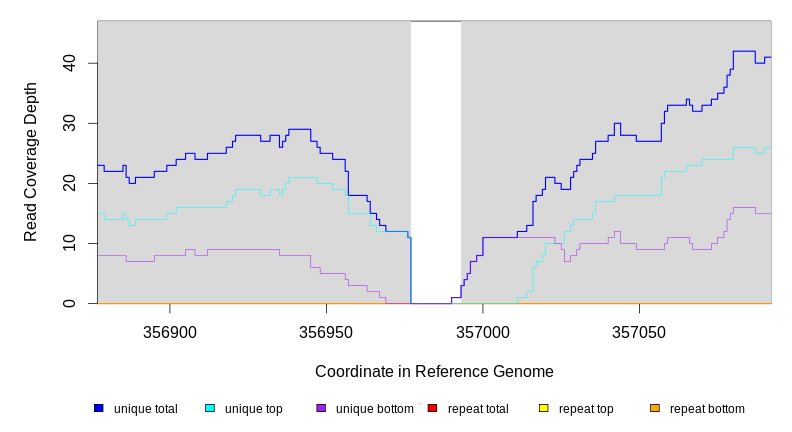 Read Coverage Depth
40
30
20
10
0
356900 356950 357000 357050
Coordinate in Reference Genome
unique total unique top unique bottom repeat total repeat top repeat bottom